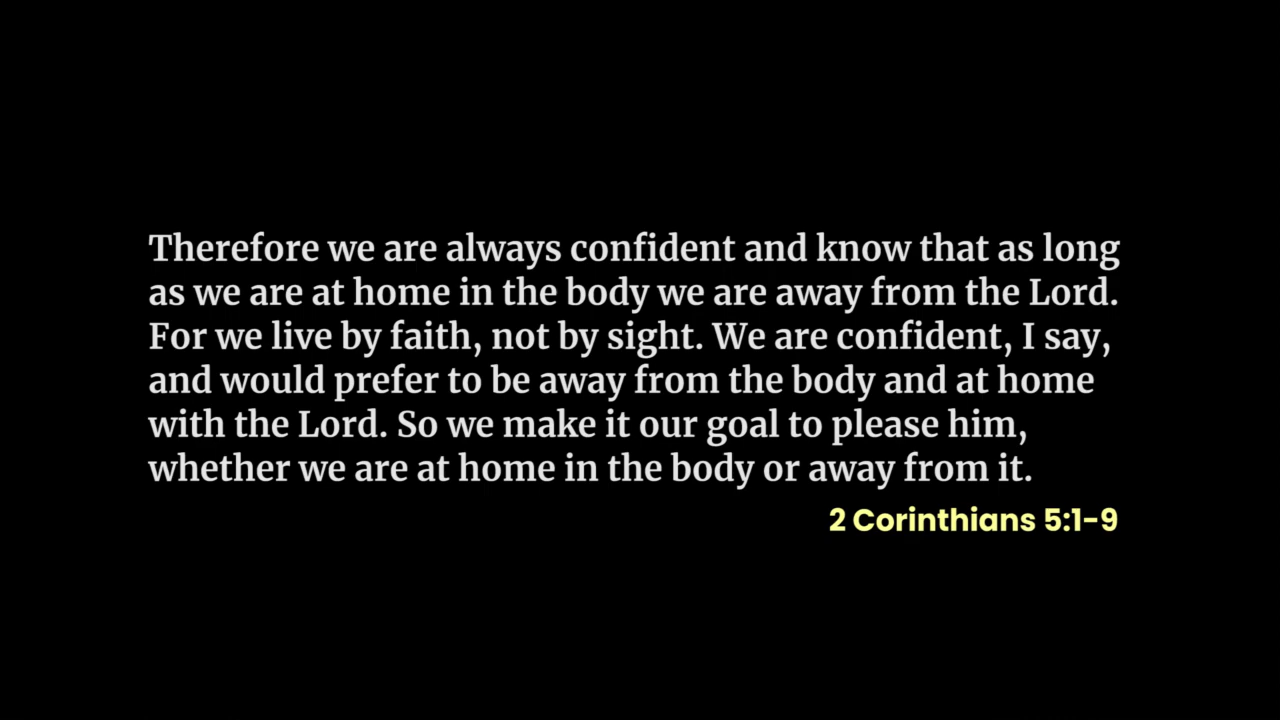 Therefore we are always confident and know that as long
as we are at home in the body we are away from the Lord.
For we live by faith, not by sight. We are confident, I say,
and would prefer to be away from the body and at home
with the Lord. So we make it our goal to please him,
whether we are at home in the body or away from it.
2 Corinthians 5:1-9